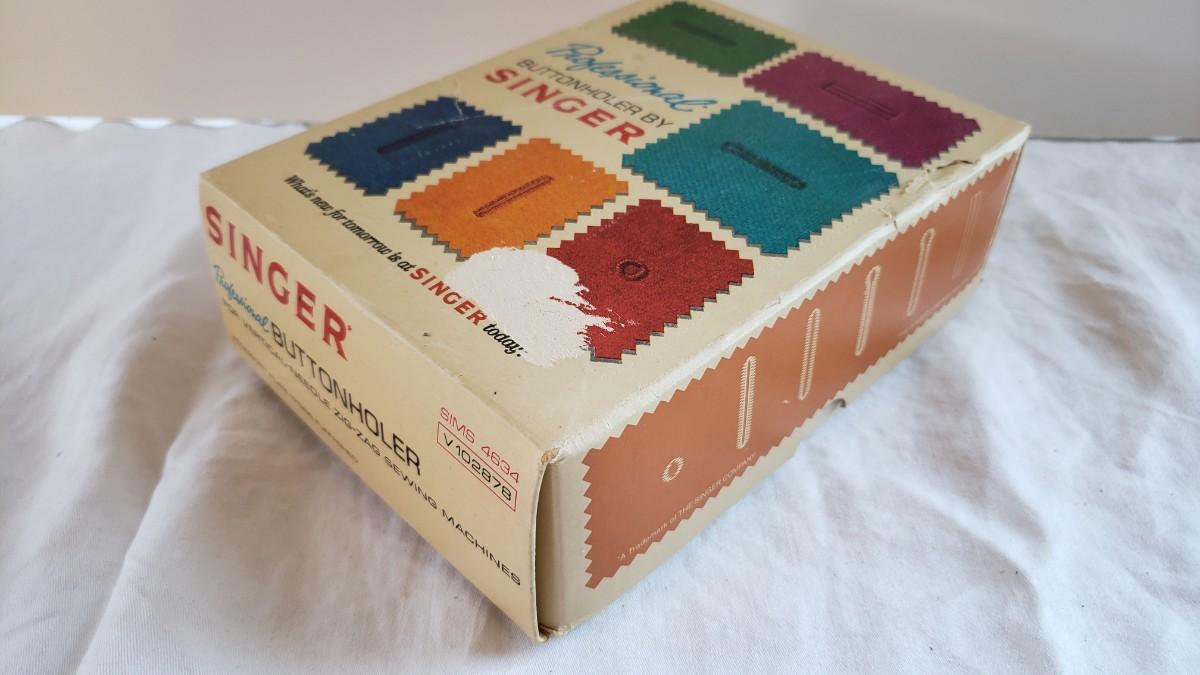 Professional
BUTTONHOLER BY
SINGER
What's new for tomorrow is at SINGER today!
SINGER*
Professional BUTTONHOLER
FOR VERTICAL-NEEDLE ZIG-ZAG SEWING MACHINES
SIMS 4634
V102878
*A Trademark of THE SINGER COMPANY